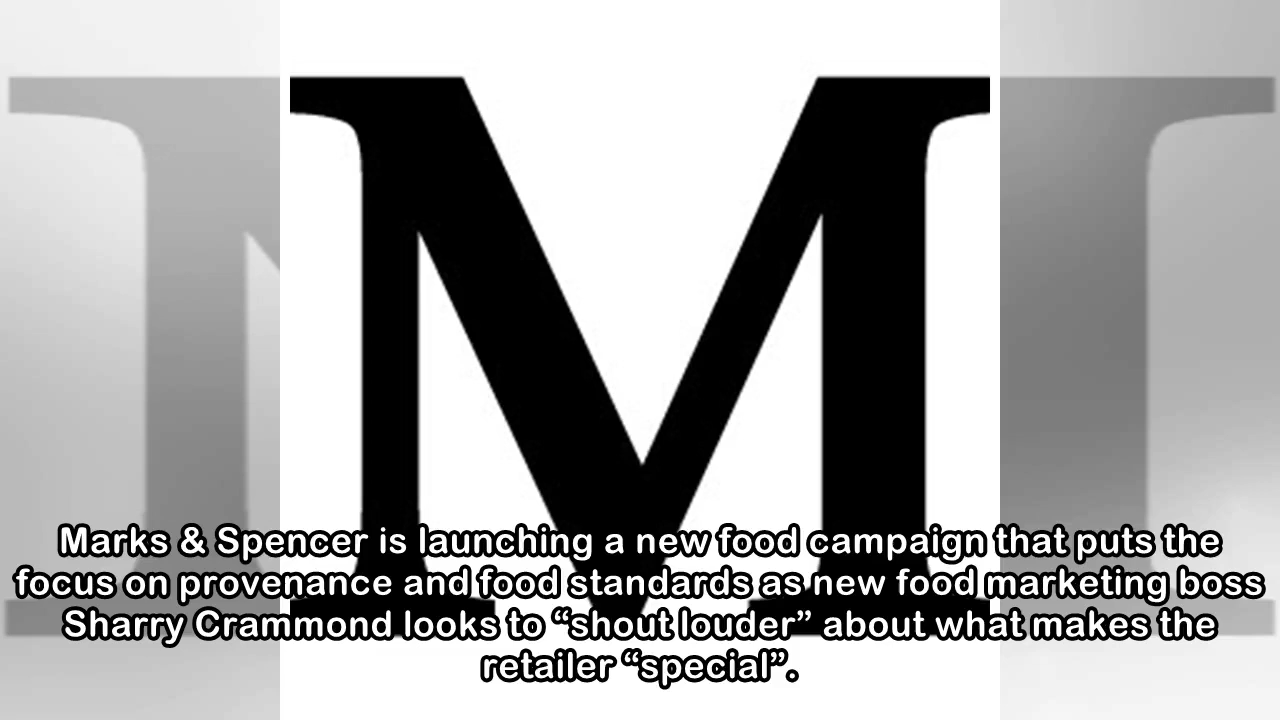 M
Marks & Spencer is launching a new food campaign that puts the
focus on provenance and food standards as new food marketing boss
Sharry Crammond looks to “shout louder” about what makes the
retailer “special”.